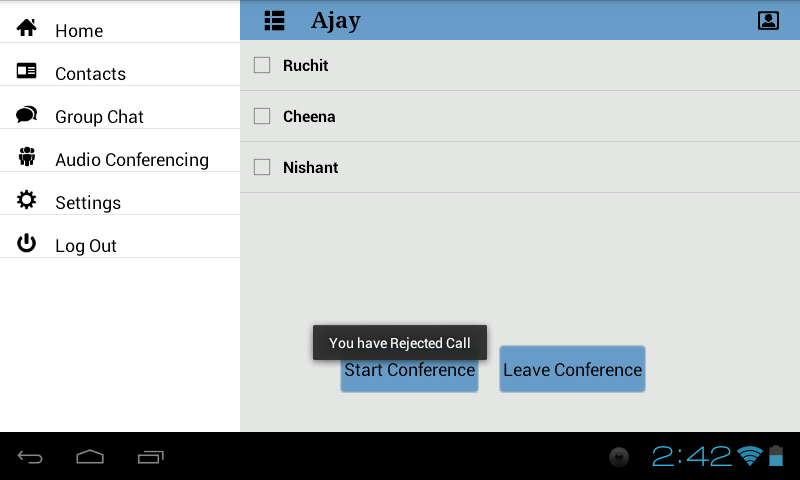 Home
Contacts
Group Chat
Audio Conferencing
Settings
Log Out
Ajay
Ruchit
Cheena
Nishant
You have Rejected Call
Start Conference
Leave Conference
2:42